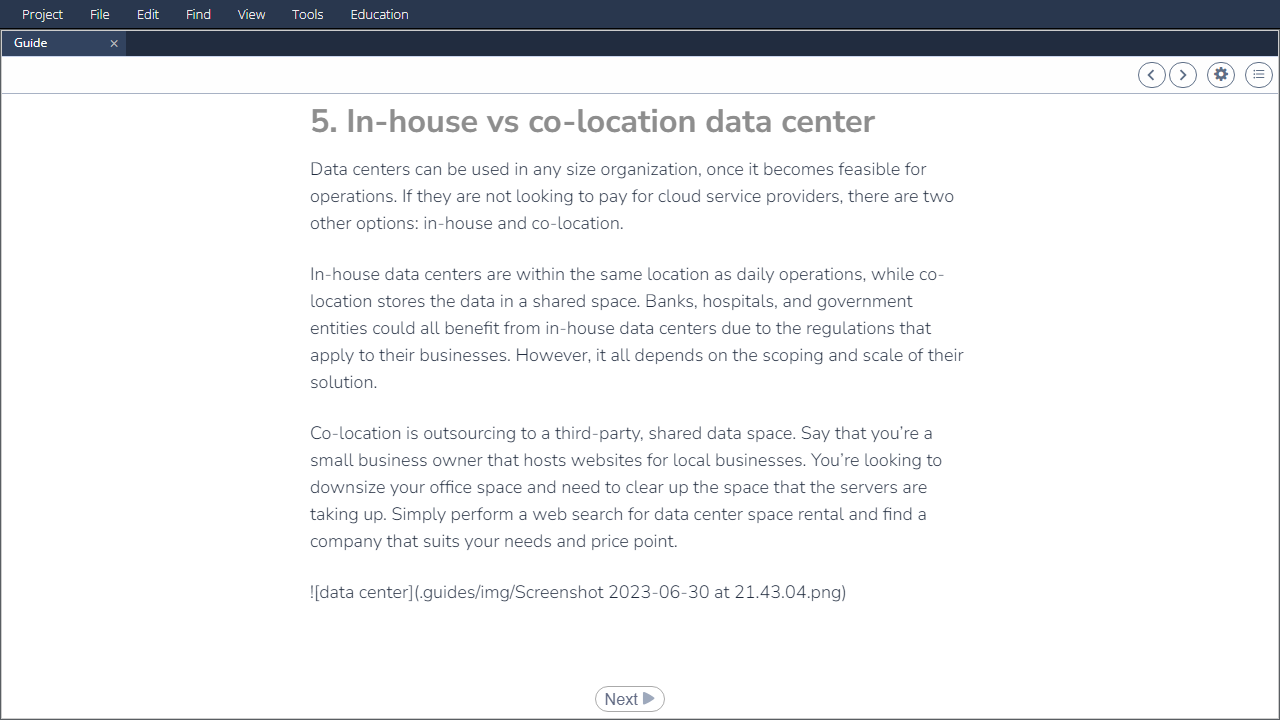 Project File Edit Find View Tools Education
Guide ×
5. In-house vs co-location data center
Data centers can be used in any size organization, once it becomes feasible for
operations. If they are not looking to pay for cloud service providers, there are two
other options: in-house and co-location.
In-house data centers are within the same location as daily operations, while co-
location stores the data in a shared space. Banks, hospitals, and government
entities could all benefit from in-house data centers due to the regulations that
apply to their businesses. However, it all depends on the scoping and scale of their
solution.
Co-location is outsourcing to a third-party, shared data space. Say that you’re a
small business owner that hosts websites for local businesses. You’re looking to
downsize your office space and need to clear up the space that the servers are
taking up. Simply perform a web search for data center space rental and find a
company that suits your needs and price point.
![data center](.guides/img/Screenshot 2023-06-30 at 21.43.04.png)
Next